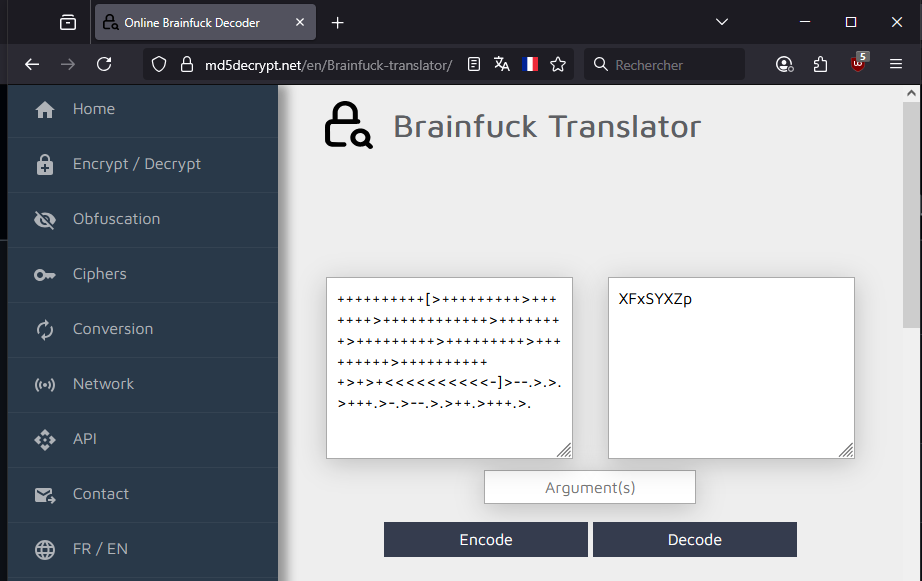 Online Brainfuck Decoder
md5decrypt.net/en/Brainfuck-translator/
Rechercher
5
Home
Encrypt / Decrypt
Obfuscation
Ciphers
Conversion
Network
API
Contact
FR / EN
Brainfuck Translator
++++++++++[>+++++++++>+++
++++>++++++++++++>+++++++
+>+++++++++>+++++++++>+++
++++++>++++++++++
+>+>+<<<<<<<<<<-]>--.>.>.
>+++.>-.>--.>.>++.>+++.>.
XFxSYXZp
Argument(s)
Encode
Decode